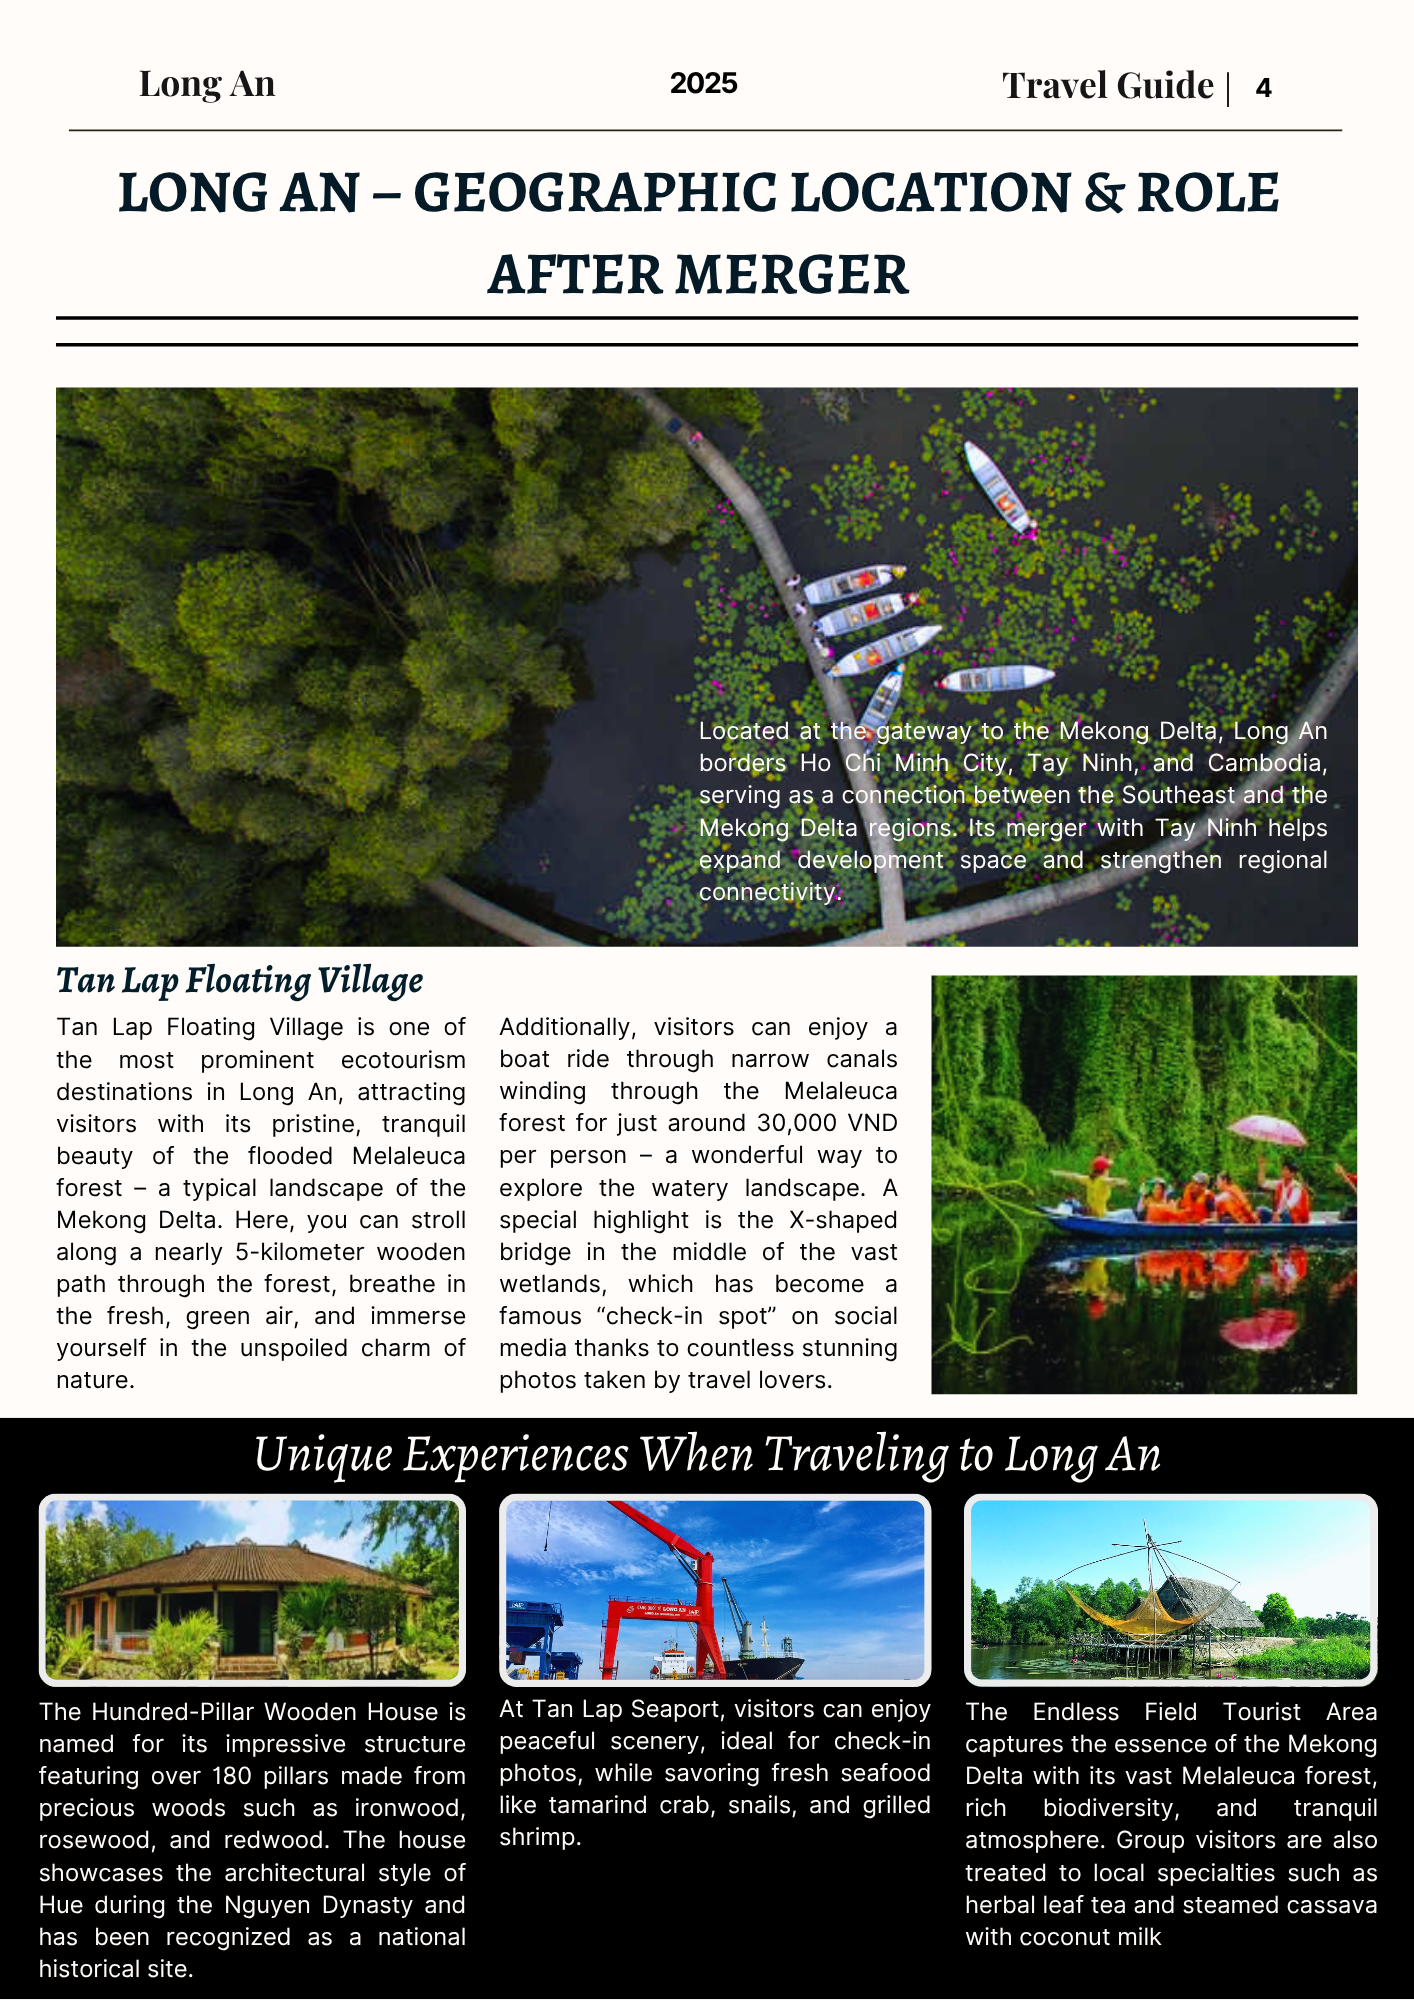 Long An
2025
Travel Guide | 4
LONG AN – GEOGRAPHIC LOCATION & ROLE
AFTER MERGER
Located at the gateway to the Mekong Delta, Long An
borders Ho Chi Minh City, Tay Ninh, and Cambodia,
serving as a connection between the Southeast and the
Mekong Delta regions. Its merger with Tay Ninh helps
expand development space and strengthen regional
connectivity.
Tan Lap Floating Village
Tan Lap Floating Village is one of
the most prominent ecotourism
destinations in Long An, attracting
visitors with its pristine, tranquil
beauty of the flooded Melaleuca
forest – a typical landscape of the
Mekong Delta. Here, you can stroll
along a nearly 5-kilometer wooden
path through the forest, breathe in
the fresh, green air, and immerse
yourself in the unspoiled charm of
nature.
Additionally, visitors can enjoy a
boat ride through narrow canals
winding through the Melaleuca
forest for just around 30,000 VND
per person – a wonderful way to
explore the watery landscape. A
special highlight is the X-shaped
bridge in the middle of the vast
wetlands, which has become a
famous “check-in spot” on social
media thanks to countless stunning
photos taken by travel lovers.
Unique Experiences When Traveling to Long An
The Hundred-Pillar Wooden House is
named for its impressive structure
featuring over 180 pillars made from
precious woods such as ironwood,
rosewood, and redwood. The house
showcases the architectural style of
Hue during the Nguyen Dynasty and
has been recognized as a national
historical site.
LONG AN
At Tan Lap Seaport, visitors can enjoy
peaceful scenery, ideal for check-in
photos, while savoring fresh seafood
like tamarind crab, snails, and grilled
shrimp.
The Endless Field Tourist Area
captures the essence of the Mekong
Delta with its vast Melaleuca forest,
rich biodiversity, and tranquil
atmosphere. Group visitors are also
treated to local specialties such as
herbal leaf tea and steamed cassava
with coconut milk